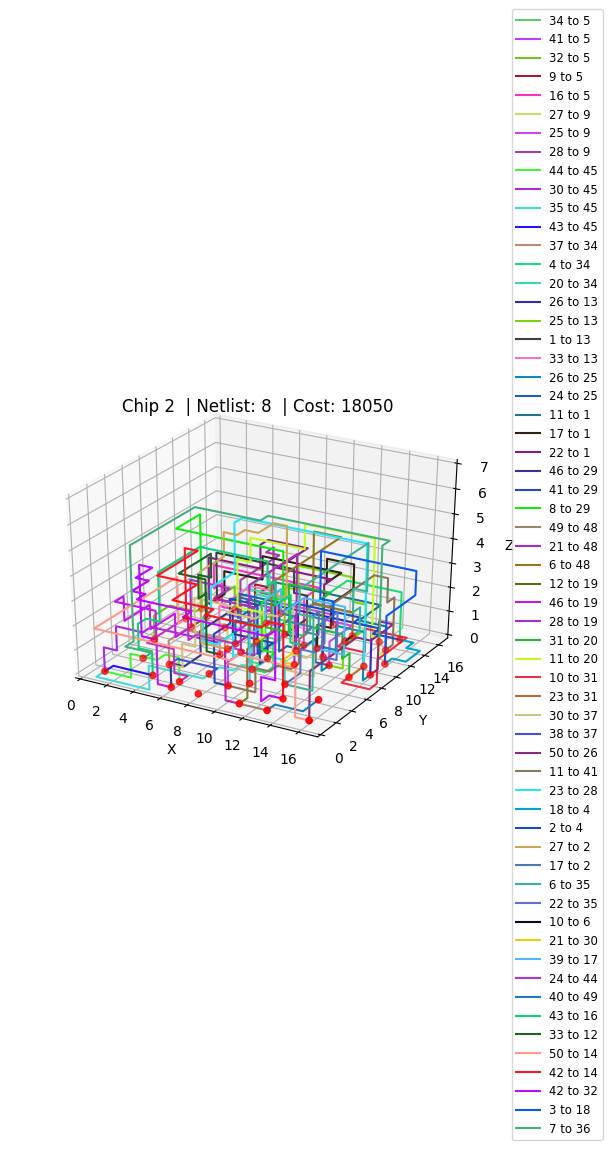 Chip 2 | Netlist: 8 | Cost: 18050
0 2 4 6 8 10 12 14 16
X
0 2 4 6 8 10 12 14 16
Y
0 1 2 3 4 5 6 7
Z
34 to 5
41 to 5
32 to 5
9 to 5
16 to 5
27 to 9
25 to 9
28 to 9
44 to 45
30 to 45
35 to 45
43 to 45
37 to 34
4 to 34
20 to 34
26 to 13
25 to 13
1 to 13
33 to 13
26 to 25
24 to 25
11 to 1
17 to 1
22 to 1
46 to 29
41 to 29
8 to 29
49 to 48
21 to 48
6 to 48
12 to 19
46 to 19
28 to 19
31 to 20
11 to 20
10 to 31
23 to 31
30 to 37
38 to 37
50 to 26
11 to 41
23 to 28
18 to 4
2 to 4
27 to 2
17 to 2
6 to 35
22 to 35
10 to 6
21 to 30
39 to 17
24 to 44
40 to 49
43 to 16
33 to 12
50 to 14
42 to 14
42 to 32
3 to 18
7 to 36